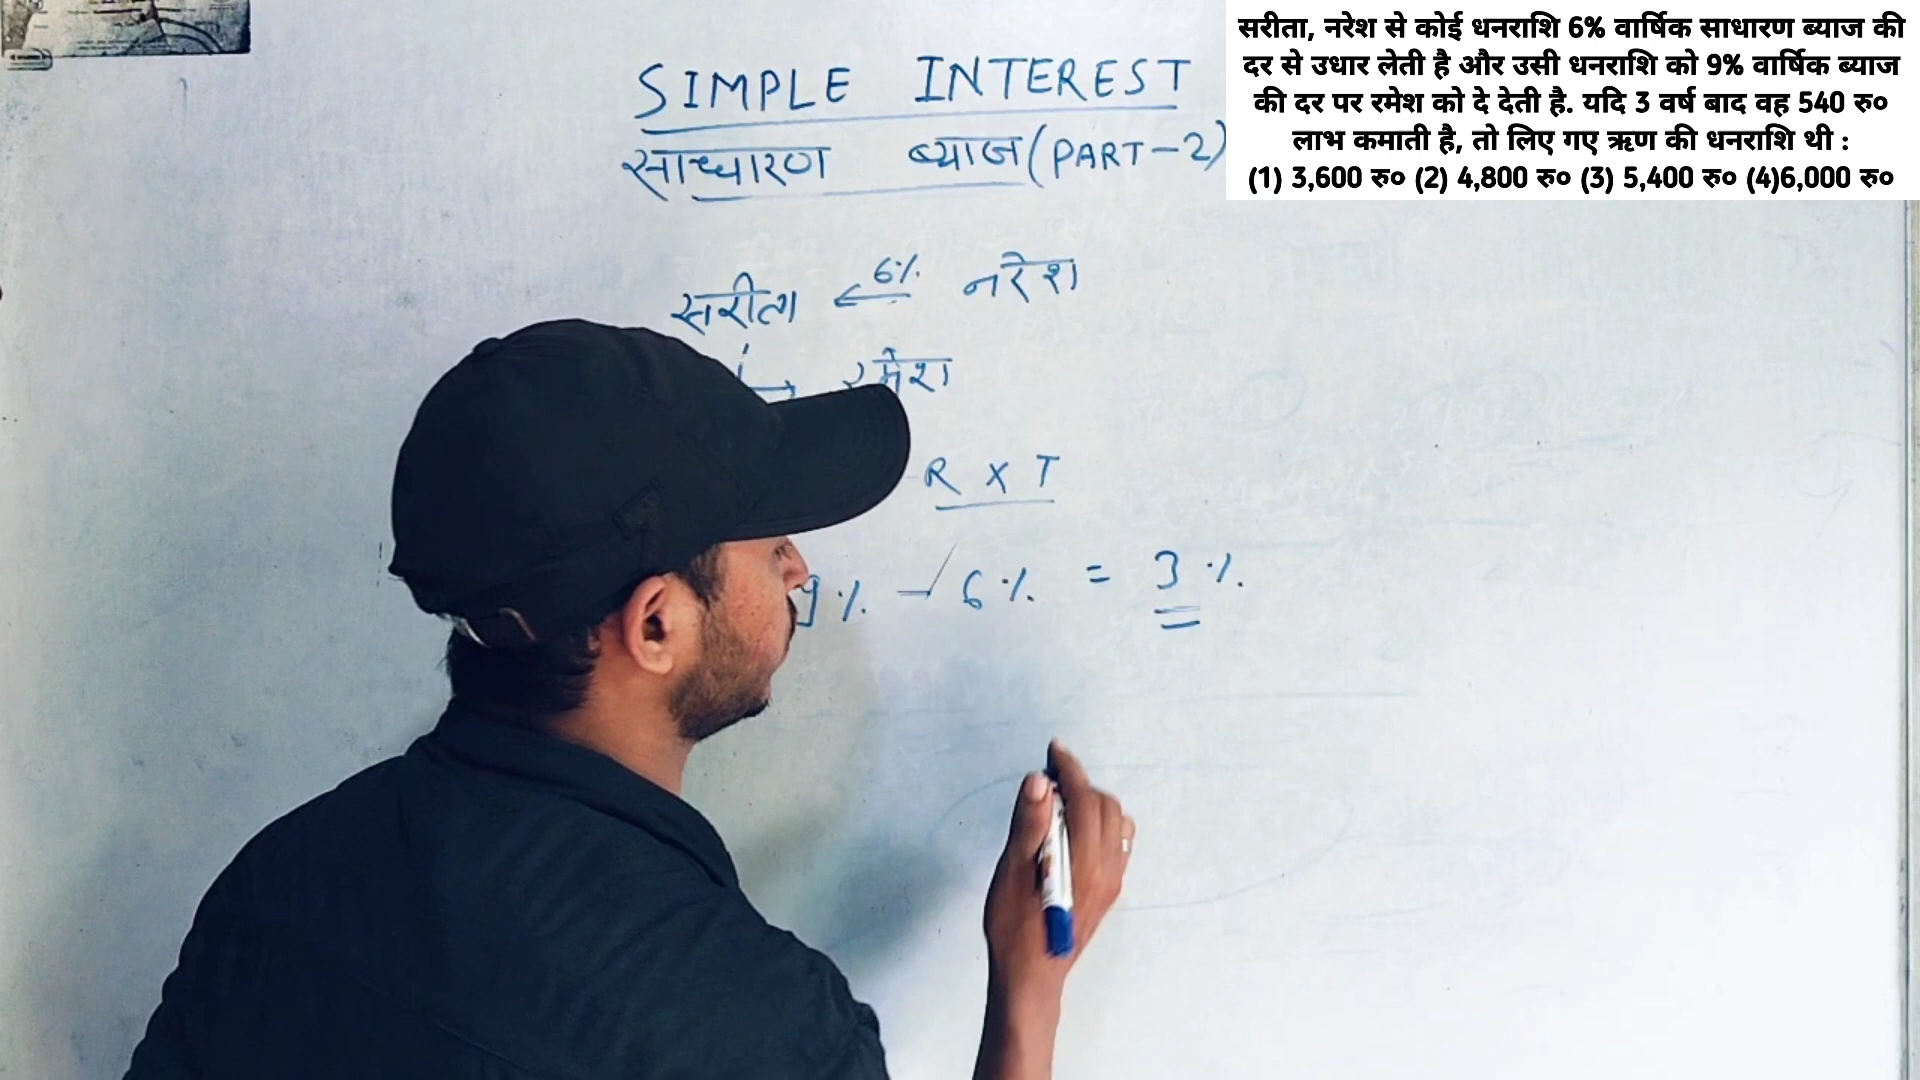 सरीता, नरेश से कोई धनराशि 6% वार्षिक साधारण ब्याज की
दर से उधार लेती है और उसी धनराशि को 9% वार्षिक ब्याज
की दर पर रमेश को दे देती है. यदि 3 वर्ष बाद वह 540 रु०
लाभ कमाती है, तो लिए गए ऋण की धनराशि थी :
(1) 3,600 रु० (2) 4,800 रु० (3) 5,400 रु० (4)6,000 रु०
SIMPLE INTEREST
साधारण ब्याज (PART-2)
सरीता ← 6% नरेश
→ रमेश
R X T
9% - 6% = 3%